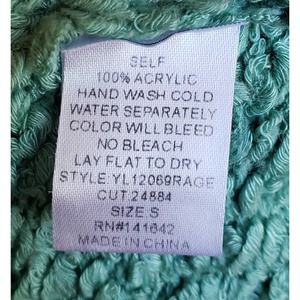 SELF
100% ACRYLIC
HAND WASH COLD
WATER SEPARATELY
COLOR WILL BLEED
NO BLEACH
LAY FLAT TO DRY
STYLE:YL12069RAGE
CUT:24884
SIZE:S
RN#141642
MADE IN CHINA